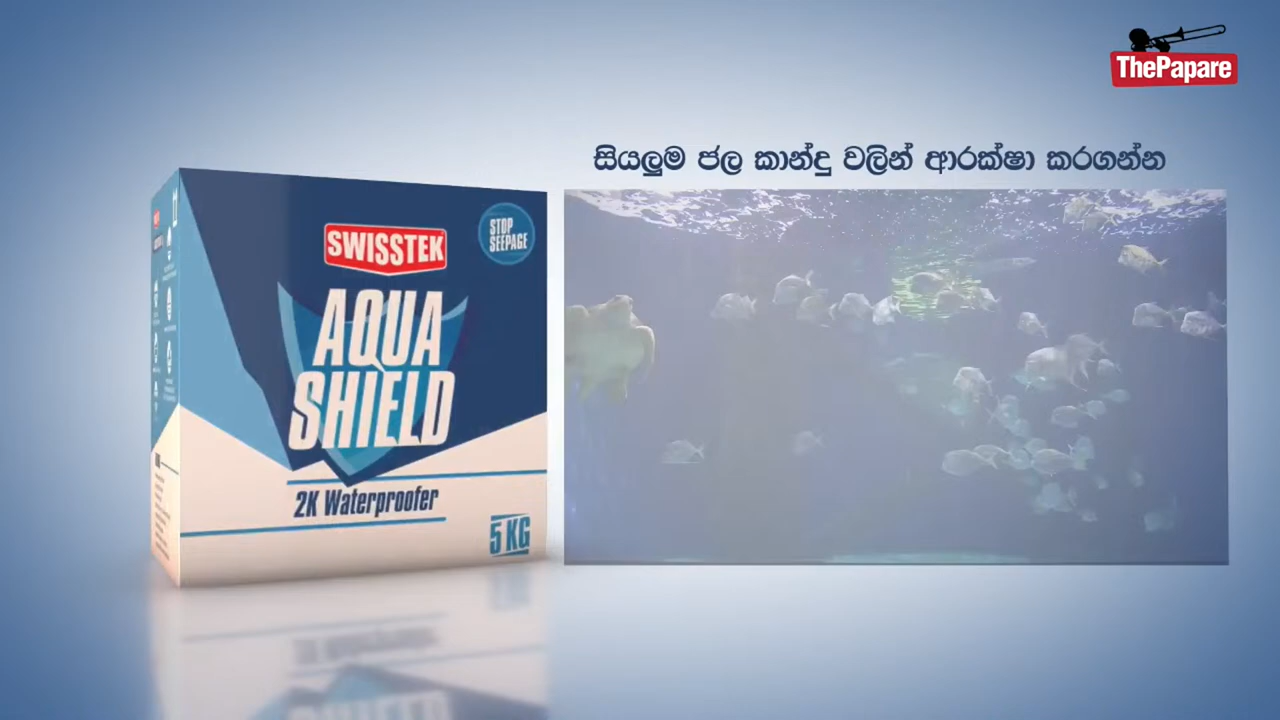 ThePapare
සියලුම ජල කාන්දු වලින් ආරක්ෂා කරගන්න
SWISSTEK
STOP
SEEPAGE
AQUA
SHIELD
2K Waterproofer
5 KG